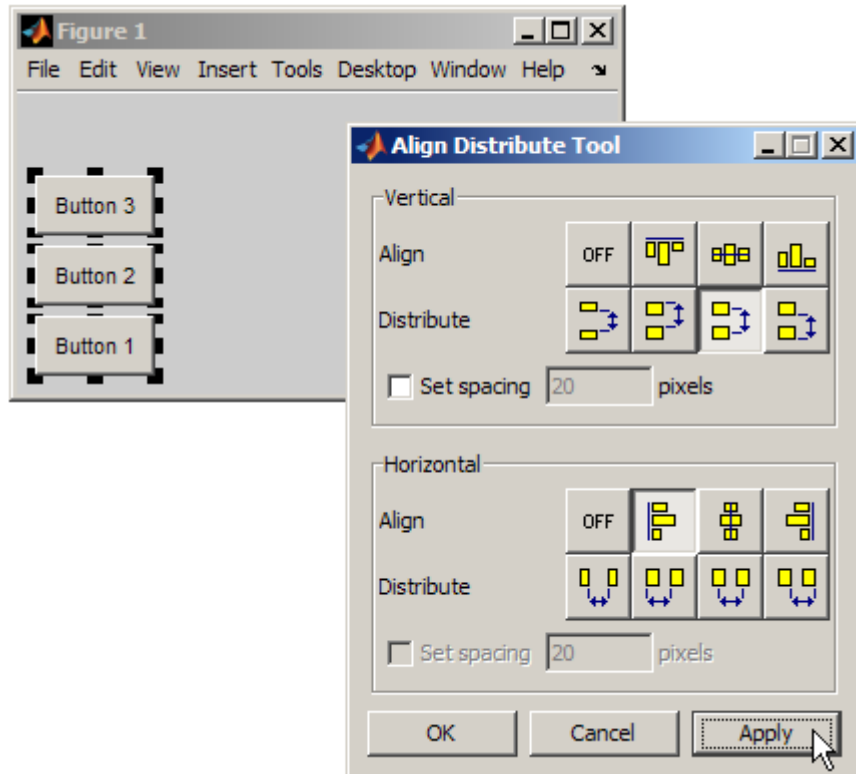 Figure 1
File Edit View Insert Tools Desktop Window Help
Button 3
Button 2
Button 1
Align Distribute Tool
Vertical
Align OFF
Distribute
Set spacing 20 pixels
Horizontal
Align OFF
Distribute
Set spacing 20 pixels
OK Cancel Apply